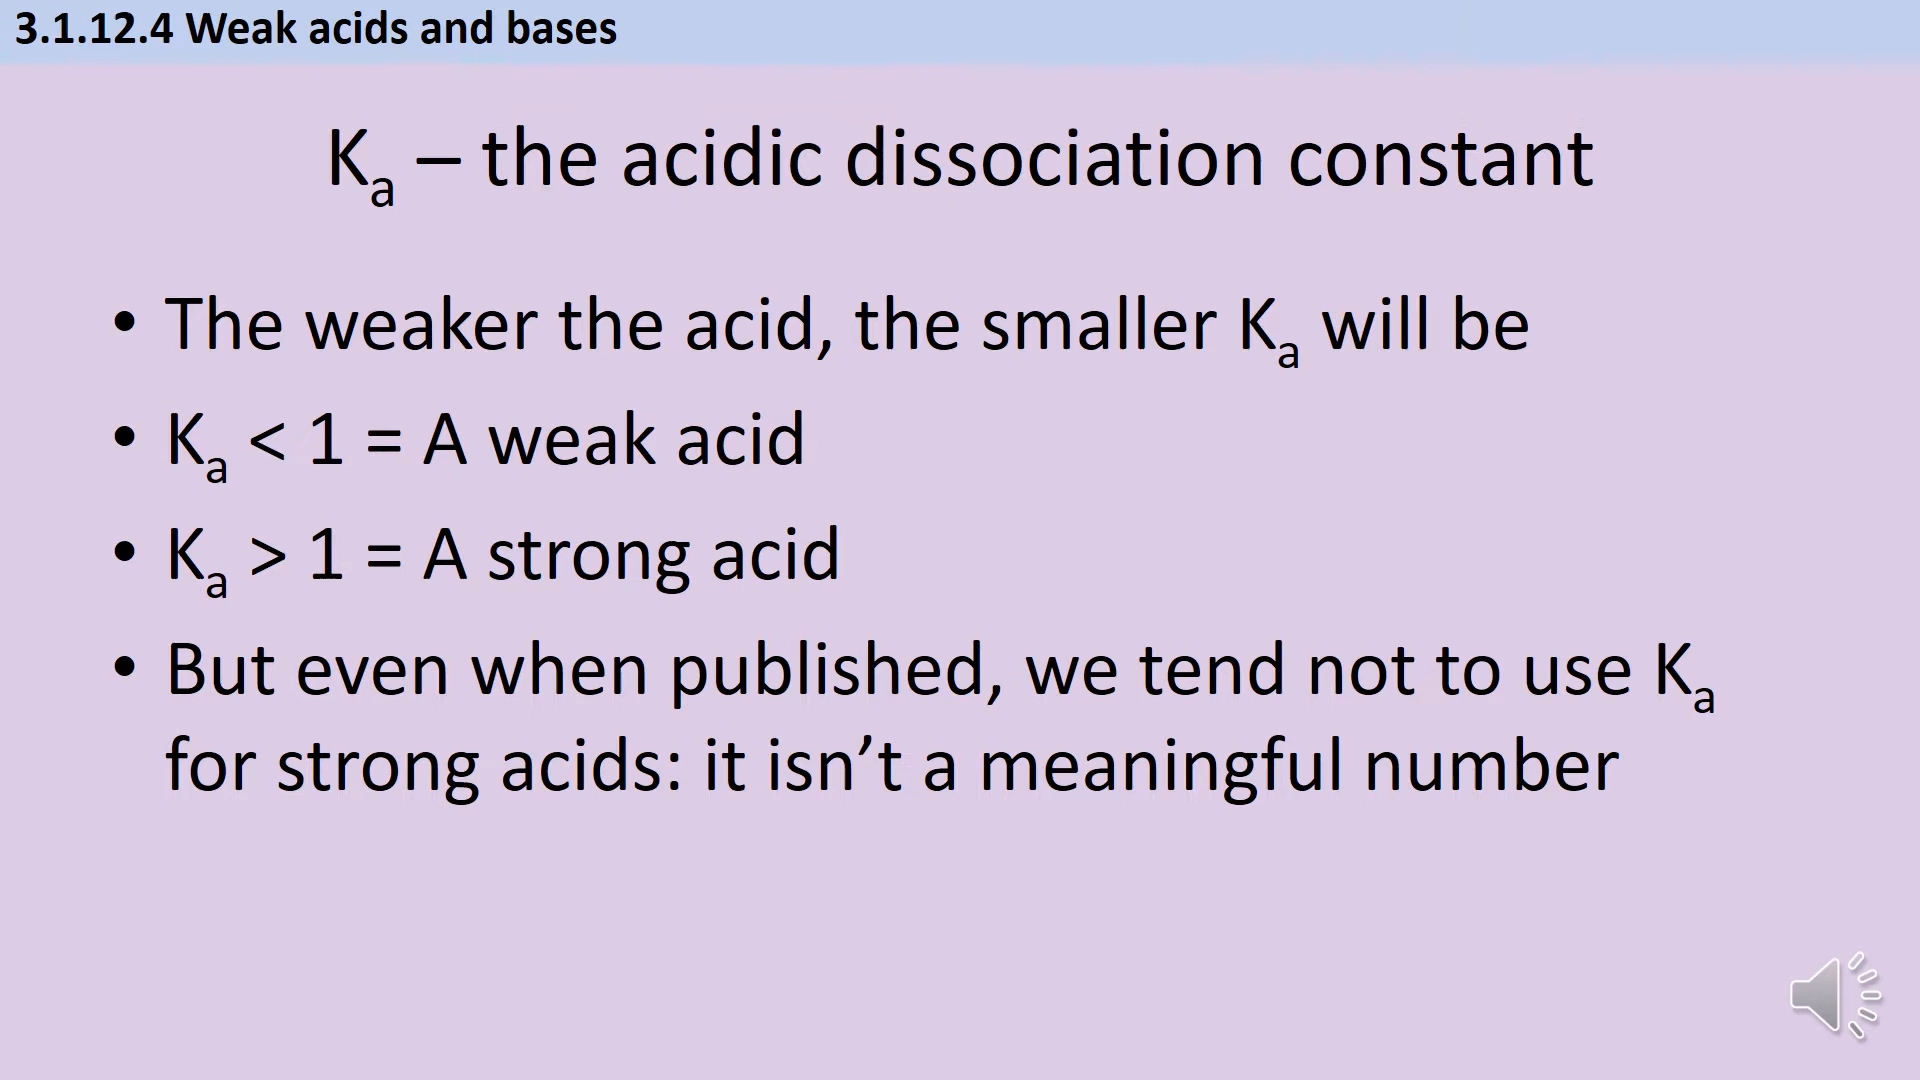 3.1.12.4 Weak acids and bases
Kₐ – the acidic dissociation constant
• The weaker the acid, the smaller Kₐ will be
• Kₐ < 1 = A weak acid
• Kₐ > 1 = A strong acid
• But even when published, we tend not to use Kₐ
for strong acids: it isn’t a meaningful number